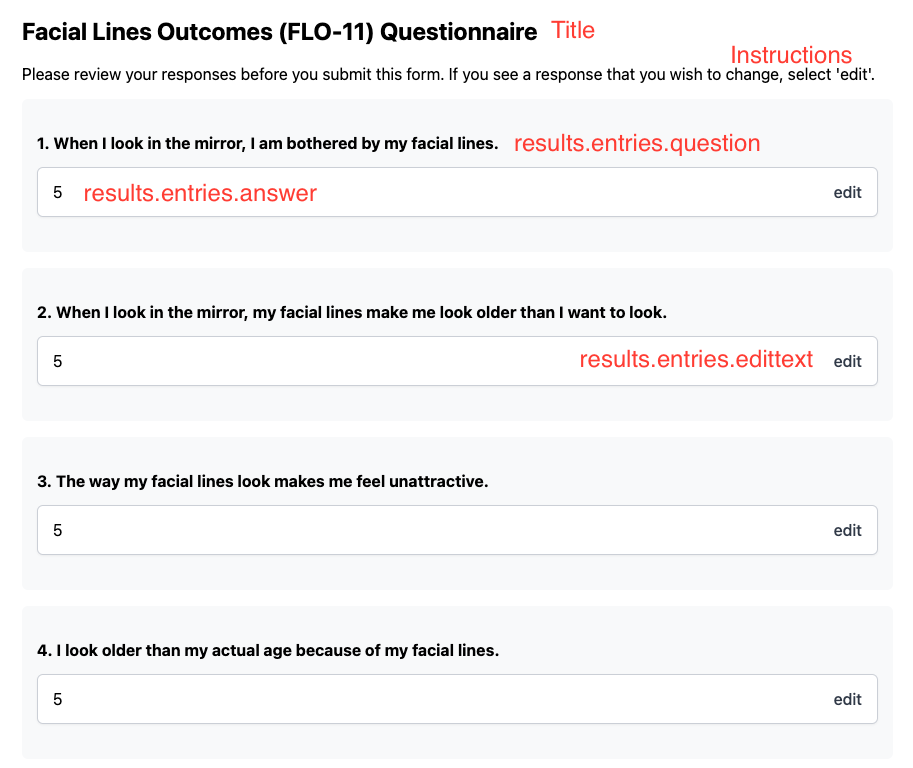 Facial Lines Outcomes (FLO-11) Questionnaire Title
Instructions
Please review your responses before you submit this form. If you see a response that you wish to change, select 'edit'.
1. When I look in the mirror, I am bothered by my facial lines. results.entries.question
5 results.entries.answer edit
2. When I look in the mirror, my facial lines make me look older than I want to look.
5 results.entries.edittext edit
3. The way my facial lines look makes me feel unattractive.
5 edit
4. I look older than my actual age because of my facial lines.
5 edit